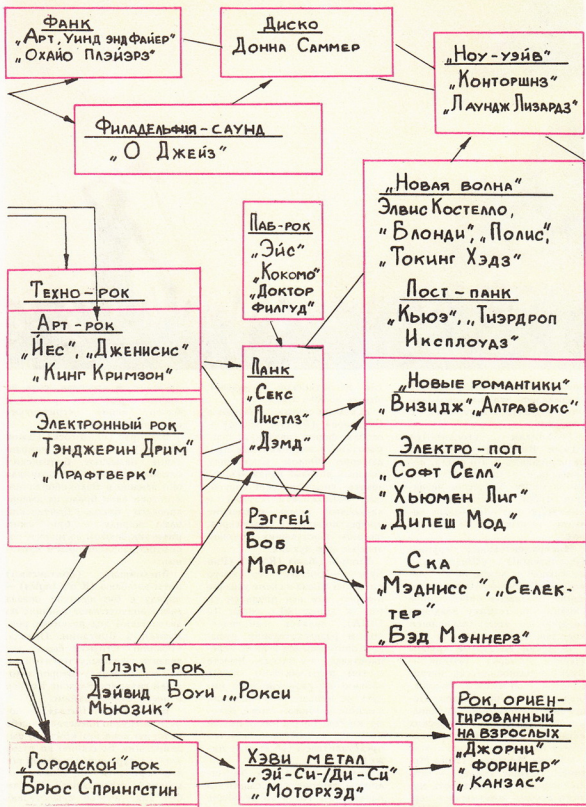 Фанк
„Арт, Уинд энд Файер"
„Охайо Плэйерз"
Диско
Донна Саммер
„Ноу-уэйв"
„Конторшнз"
„Лаундж Лизардз"
Филадельфия-саунд
„О Джейз"
„Новая волна"
Элвис Костелло,
„Блонди", „Полис",
„Токинг Хэдз"
Пост-панк
„Кьюэ", „Тиэрдроп
Иксплоудз"
Паб-рок
„Эйс"
„Кокомо"
„Доктор
Филгуд"
Техно-рок
Арт-рок
„Йес", „Дженисис"
„Кинг Кримзон"
Панк
„Секс
Пистлз"
„Дэмд"
„Новые романтики"
„Визидж" „Алтравокс"
Электронный рок
„Тэнджерин Дрим"
„Крафтверк"
Электро-поп
„Софт Селл"
„Хьюмен Лиг"
„Дипеш Мод"
Рэггей
Боб
Марли
Ска
„Мэднисс", „Селек-
тер"
„Бэд Мэннерз"
Глэм-рок
Дэйвид Боуи, „Рокси
Мьюзик"
Рок, ориен-
тированный
на взрослых
„Джорни"
„Форинер"
„Канзас"
„Городской" рок
Брюс Спрингстин
Хэви метал
„Эй-Си-/Ди-Си"
„Моторхэд"